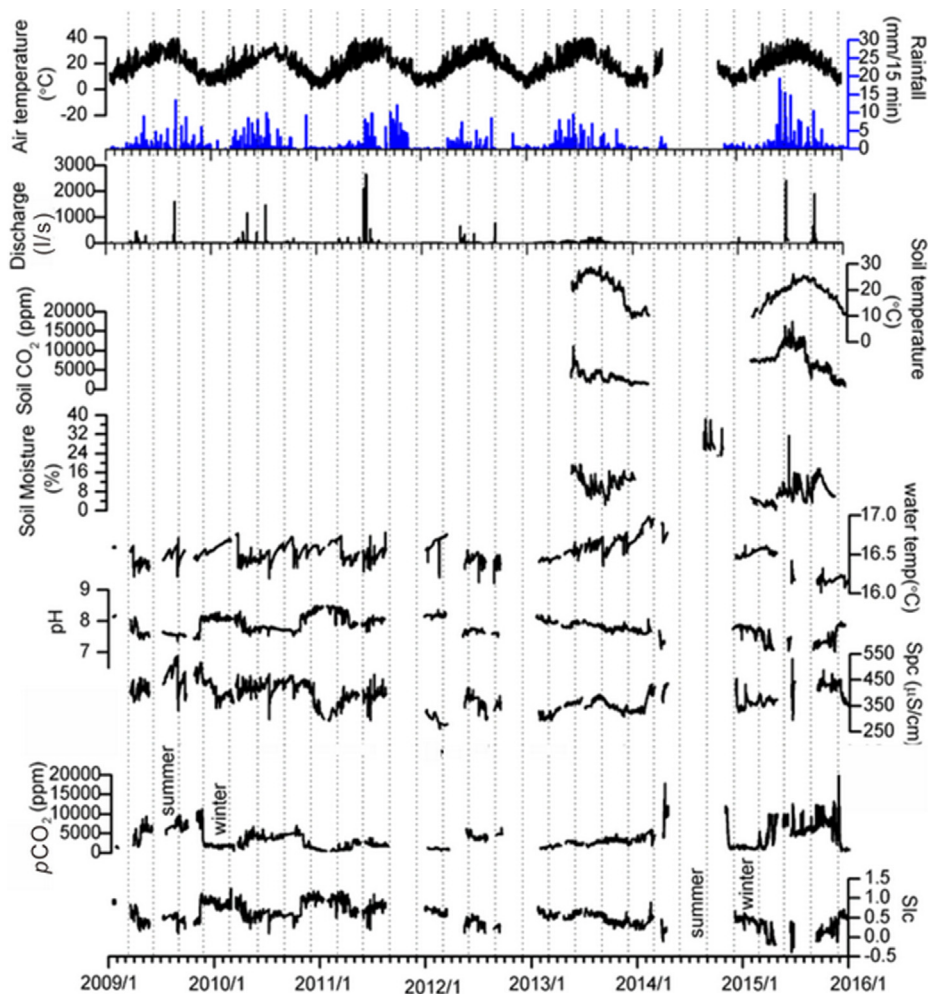 Air temperature
(°C)
40
20
0
-20
Rainfall
(mm/15 min)
30
25
20
15
10
5
0
Discharge
(l/s)
3000
2000
1000
0
Soil temperature
(°C)
30
20
10
0
Soil CO2 (ppm)
20000
15000
10000
5000
0
Soil Moisture
(%)
40
32
24
16
8
0
water temp(°C)
17.0
16.5
16.0
pH
9
8
7
Spc (µS/cm)
550
450
350
250
pCO2 (ppm)
20000
15000
10000
5000
0
summer
winter
summer
winter
SIc
1.5
1.0
0.5
0.0
-0.5
2009/1 2010/1 2011/1 2012/1 2013/1 2014/1 2015/1 2016/1